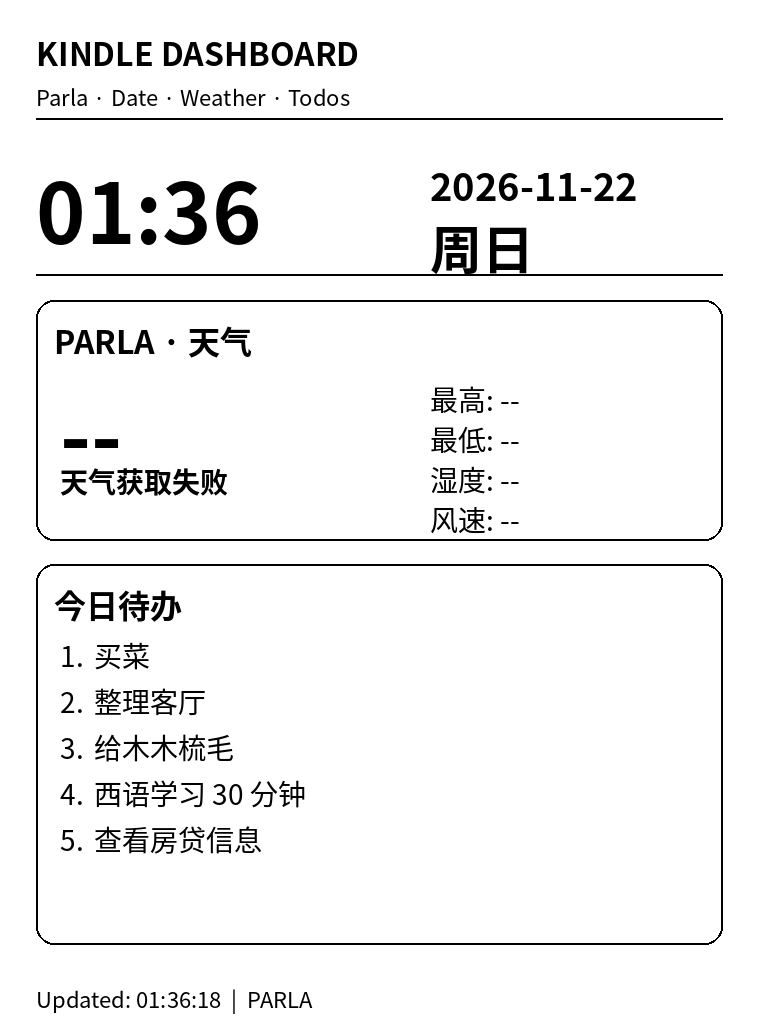 KINDLE DASHBOARD
Parla · Date · Weather · Todos
01:36
2026-11-22
周日
PARLA · 天气
--
天气获取失败
最高: --
最低: --
湿度: --
风速: --
今日待办
1. 买菜
2. 整理客厅
3. 给木木梳毛
4. 西语学习 30 分钟
5. 查看房贷信息
Updated: 01:36:18 | PARLA